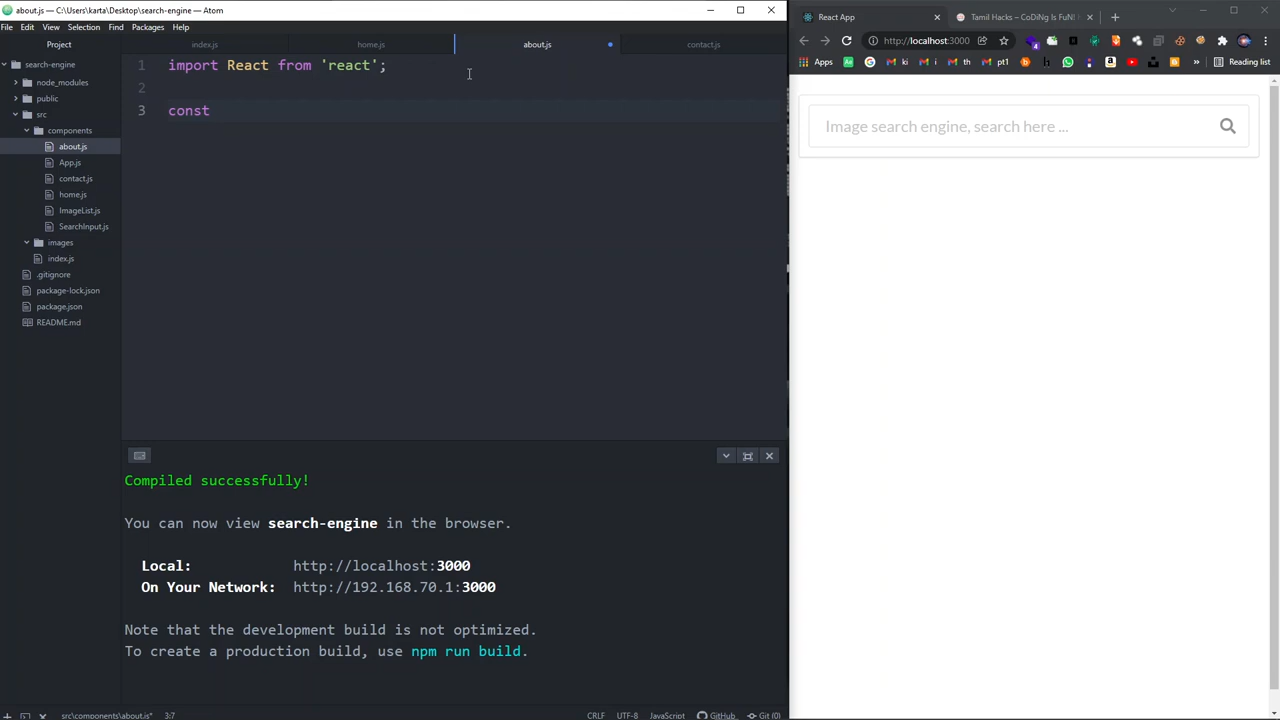 about.js — C:\Users\karta\Desktop\search-engine — Atom
File Edit View Selection Find Packages Help
Project
search-engine
node_modules
public
src
components
about.js
App.js
contact.js
home.js
ImageList.js
SearchInput.js
images
index.js
.gitignore
package-lock.json
package.json
README.md
index.js home.js about.js contact.js
1 import React from 'react';
2
3 const
Compiled successfully!
You can now view search-engine in the browser.
Local: http://localhost:3000
On Your Network: http://192.168.70.1:3000
Note that the development build is not optimized.
To create a production build, use npm run build.
src\components\about.js* 3:7 CRLF UTF-8 JavaScript GitHub Git (0)
React App Tamil Hacks – CoDiNg Is FuN!
http://localhost:3000
Apps ki i th pt1 » Reading list
Image search engine, search here ...